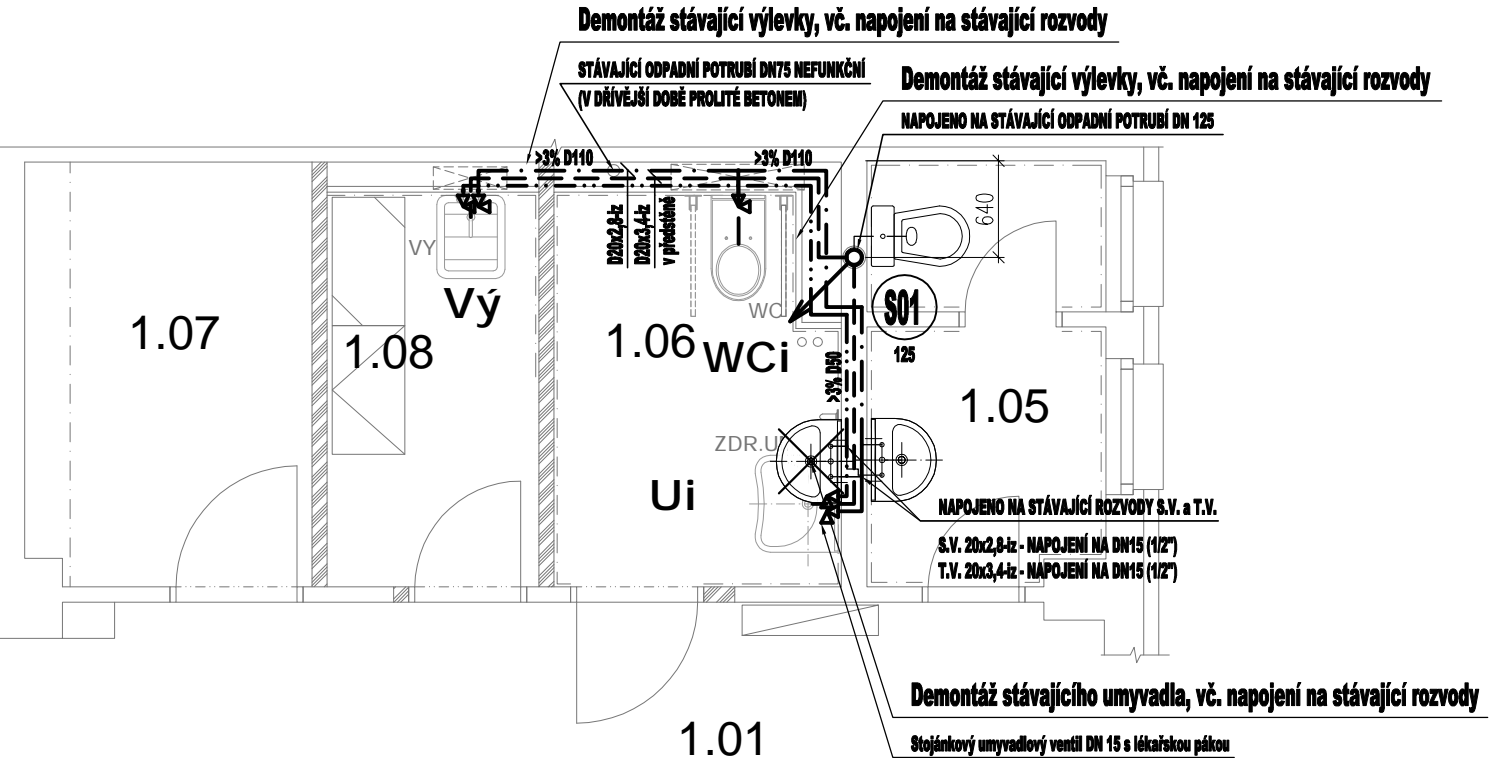 Demontáž stávající výlevky, vč. napojení na stávající rozvody
STÁVAJÍCÍ ODPADNÍ POTRUBÍ DN75 NEFUNKČNÍ
(V DŘÍVĚJŠÍ DOBĚ PROLITÉ BETONEM)
Demontáž stávající výlevky, vč. napojení na stávající rozvody
NAPOJENO NA STÁVAJÍCÍ ODPADNÍ POTRUBÍ DN 125
>3% D110
>3% D110
640
D20x2,8-iz
D20x3,4-iz
v předstěně
VY
Vý
WC
S01
125
1.07
1.08
1.06
WCi
>3% D50
1.05
ZDR.U
Ui
NAPOJENO NA STÁVAJÍCÍ ROZVODY S.V. a T.V.
S.V. 20x2,8-iz - NAPOJENÍ NA DN15 (1/2")
T.V. 20x3,4-iz - NAPOJENÍ NA DN15 (1/2")
Demontáž stávajícího umyvadla, vč. napojení na stávající rozvody
1.01
Stojánkový umyvadlový ventil DN 15 s lékařskou pákou